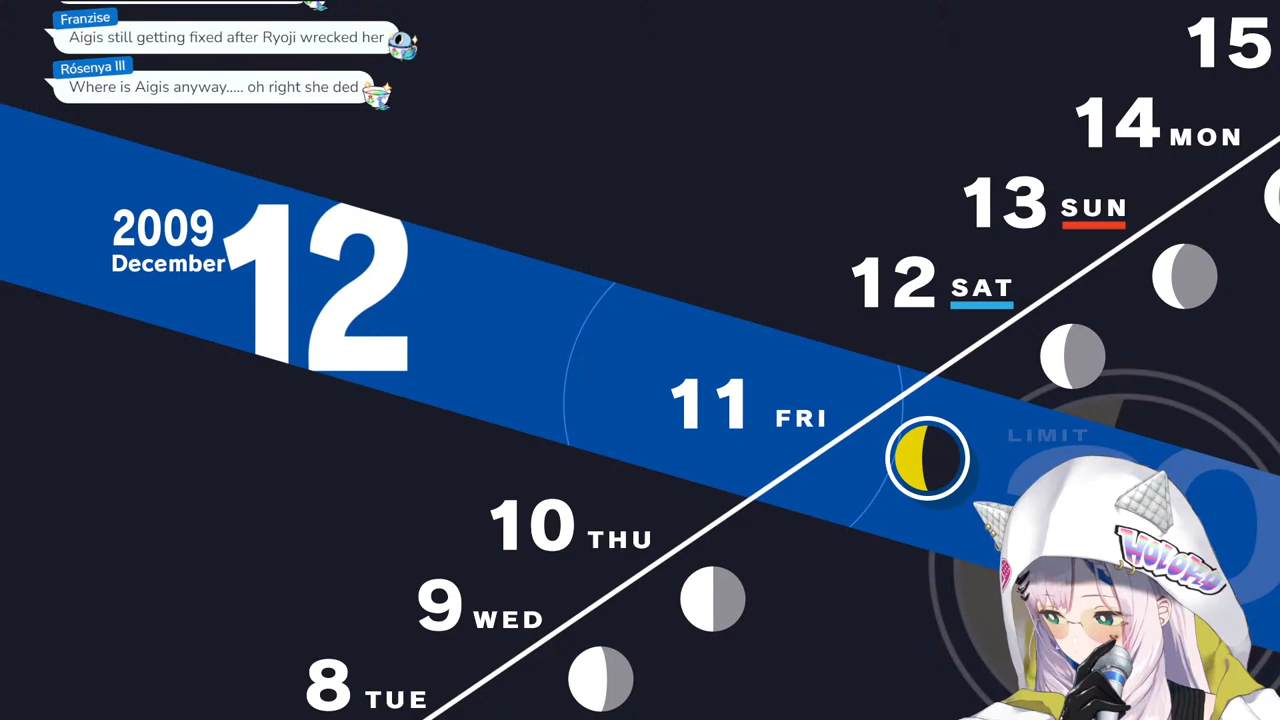 Franzise
Aigis still getting fixed after Ryoji wrecked her
Rósenya III
Where is Aigis anyway..... oh right she ded
15
14 MON
13 SUN
12 SAT
2009
December
12
11 FRI
LIMIT
10 THU
9 WED
8 TUE